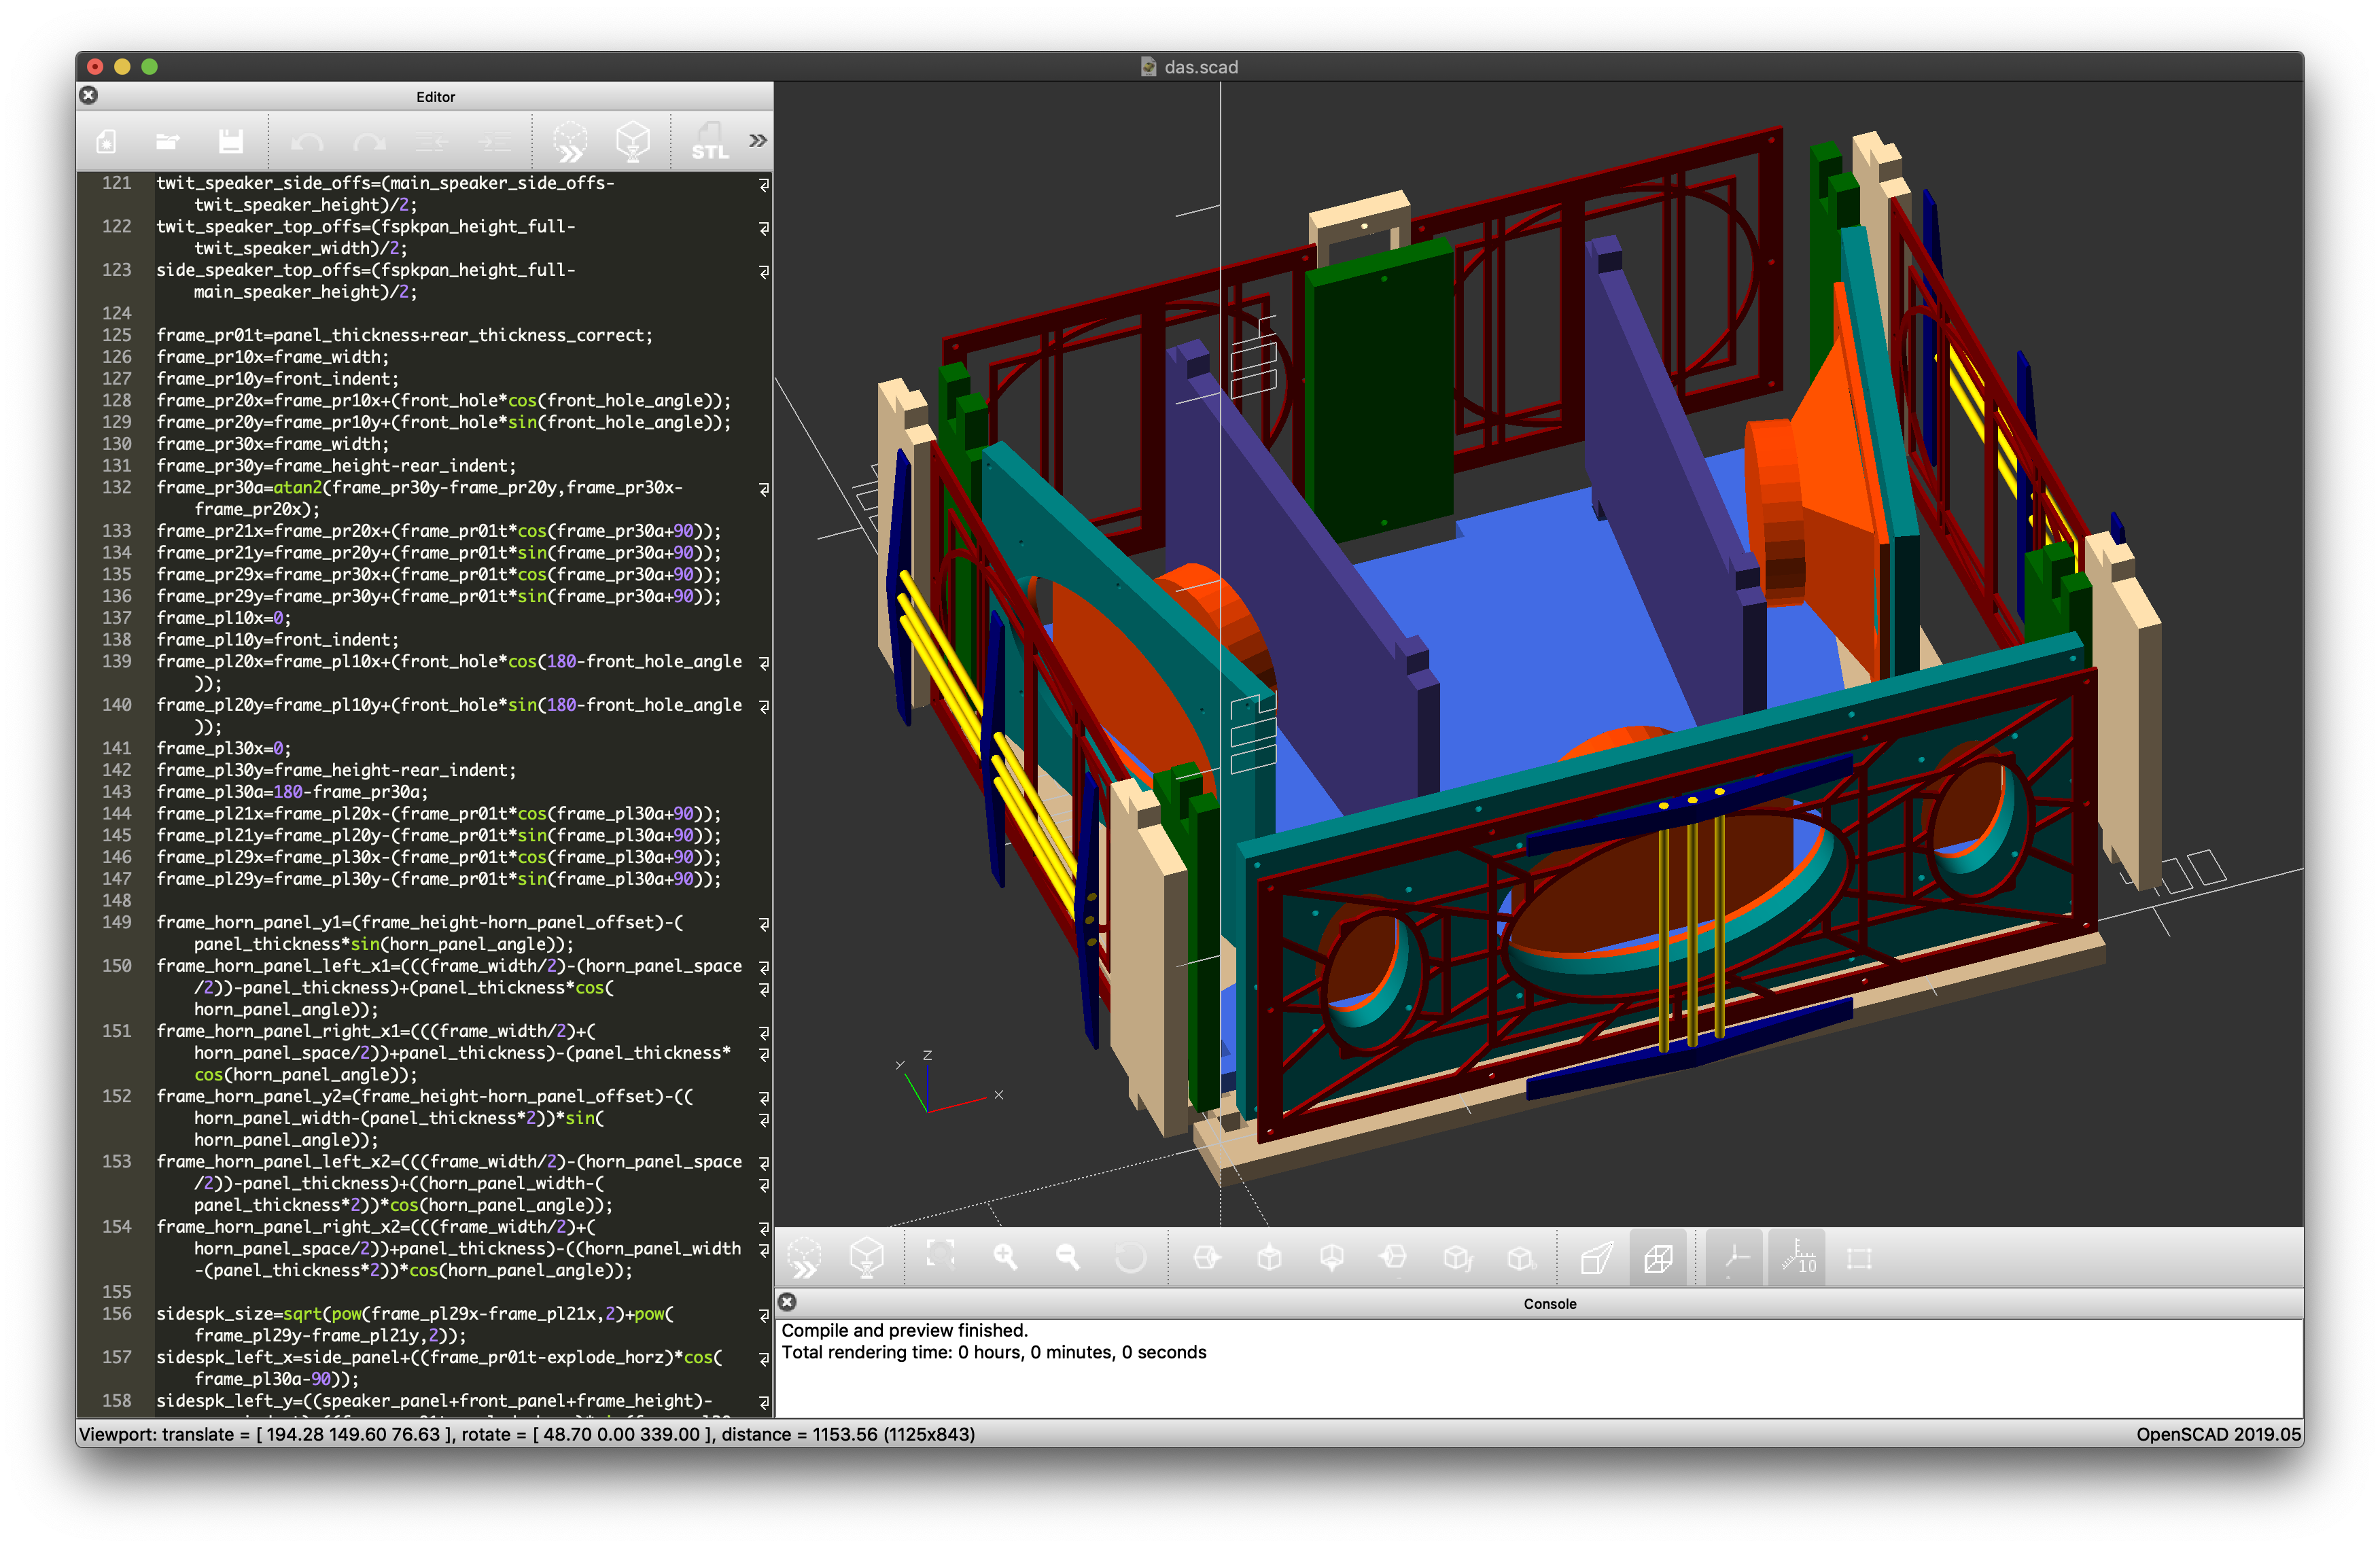 das.scad
Editor
STL
121 twit_speaker_side_offs=(main_speaker_side_offs-
twit_speaker_height)/2;
122 twit_speaker_top_offs=(fspkpan_height_full-
twit_speaker_width)/2;
123 side_speaker_top_offs=(fspkpan_height_full-
main_speaker_height)/2;
124
125 frame_pr01t=panel_thickness+rear_thickness_correct;
126 frame_pr10x=frame_width;
127 frame_pr10y=front_indent;
128 frame_pr20x=frame_pr10x+(front_hole*cos(front_hole_angle));
129 frame_pr20y=frame_pr10y+(front_hole*sin(front_hole_angle));
130 frame_pr30x=frame_width;
131 frame_pr30y=frame_height-rear_indent;
132 frame_pr30a=atan2(frame_pr30y-frame_pr20y,frame_pr30x-
frame_pr20x);
133 frame_pr21x=frame_pr20x+(frame_pr01t*cos(frame_pr30a+90));
134 frame_pr21y=frame_pr20y+(frame_pr01t*sin(frame_pr30a+90));
135 frame_pr29x=frame_pr30x+(frame_pr01t*cos(frame_pr30a+90));
136 frame_pr29y=frame_pr30y+(frame_pr01t*sin(frame_pr30a+90));
137 frame_pl10x=0;
138 frame_pl10y=front_indent;
139 frame_pl20x=frame_pl10x+(front_hole*cos(180-front_hole_angle
));
140 frame_pl20y=frame_pl10y+(front_hole*sin(180-front_hole_angle
));
141 frame_pl30x=0;
142 frame_pl30y=frame_height-rear_indent;
143 frame_pl30a=180-frame_pr30a;
144 frame_pl21x=frame_pl20x-(frame_pr01t*cos(frame_pl30a+90));
145 frame_pl21y=frame_pl20y-(frame_pr01t*sin(frame_pl30a+90));
146 frame_pl29x=frame_pl30x-(frame_pr01t*cos(frame_pl30a+90));
147 frame_pl29y=frame_pl30y-(frame_pr01t*sin(frame_pl30a+90));
148
149 frame_horn_panel_y1=(frame_height-horn_panel_offset)-(
panel_thickness*sin(horn_panel_angle));
150 frame_horn_panel_left_x1=(((frame_width/2)-(horn_panel_space
/2))-panel_thickness)+(panel_thickness*cos(
horn_panel_angle));
151 frame_horn_panel_right_x1=(((frame_width/2)+(
horn_panel_space/2))+panel_thickness)-(panel_thickness*
cos(horn_panel_angle));
152 frame_horn_panel_y2=(frame_height-horn_panel_offset)-((
horn_panel_width-(panel_thickness*2))*sin(
horn_panel_angle));
153 frame_horn_panel_left_x2=(((frame_width/2)-(horn_panel_space
/2))-panel_thickness)+((horn_panel_width-(
panel_thickness*2))*cos(horn_panel_angle));
154 frame_horn_panel_right_x2=(((frame_width/2)+(
horn_panel_space/2))+panel_thickness)-((horn_panel_width
-(panel_thickness*2))*cos(horn_panel_angle));
155
156 sidespk_size=sqrt(pow(frame_pl29x-frame_pl21x,2)+pow(
frame_pl29y-frame_pl21y,2));
157 sidespk_left_x=side_panel+((frame_pr01t-explode_horz)*cos(
frame_pl30a-90));
158 sidespk_left_y=((speaker_panel+front_panel+frame_height)-
Z
Y
X
10
Console
Compile and preview finished.
Total rendering time: 0 hours, 0 minutes, 0 seconds
Viewport: translate = [ 194.28 149.60 76.63 ], rotate = [ 48.70 0.00 339.00 ], distance = 1153.56 (1125x843)
OpenSCAD 2019.05